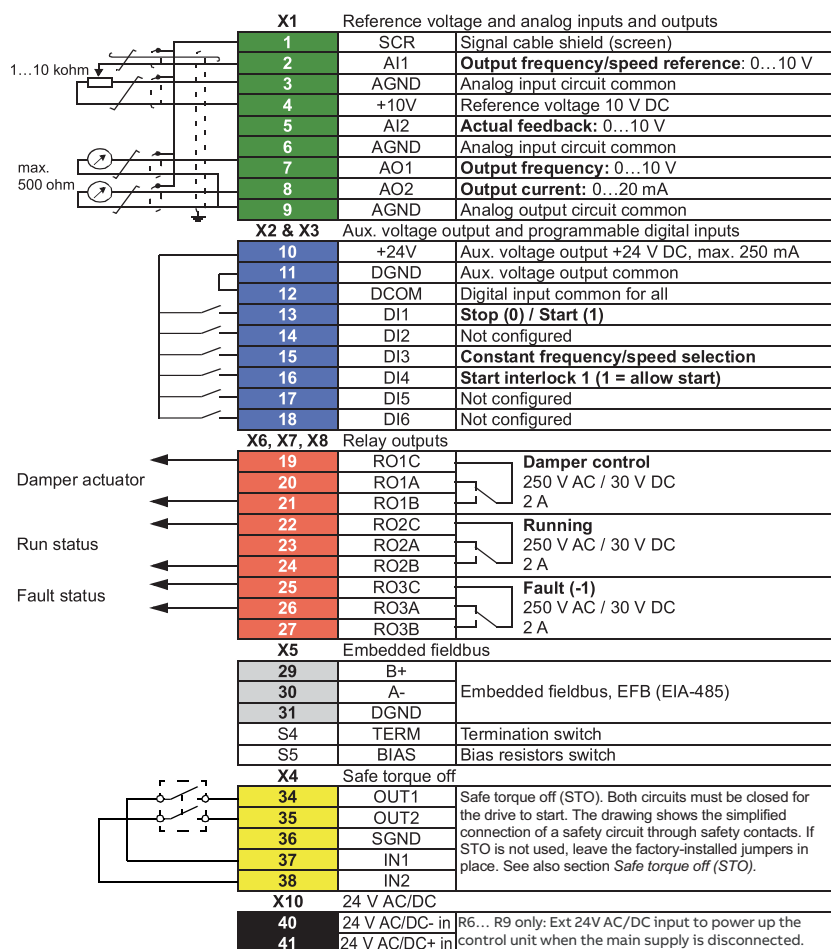 X1 Reference voltage and analog inputs and outputs
1 SCR Signal cable shield (screen)
1…10 kohm
2 AI1 Output frequency/speed reference: 0…10 V
3 AGND Analog input circuit common
4 +10V Reference voltage 10 V DC
5 AI2 Actual feedback: 0…10 V
6 AGND Analog input circuit common
max.
500 ohm
7 AO1 Output frequency: 0…10 V
8 AO2 Output current: 0…20 mA
9 AGND Analog output circuit common
X2 & X3 Aux. voltage output and programmable digital inputs
10 +24V Aux. voltage output +24 V DC, max. 250 mA
11 DGND Aux. voltage output common
12 DCOM Digital input common for all
13 DI1 Stop (0) / Start (1)
14 DI2 Not configured
15 DI3 Constant frequency/speed selection
16 DI4 Start interlock 1 (1 = allow start)
17 DI5 Not configured
18 DI6 Not configured
X6, X7, X8 Relay outputs
19 RO1C Damper control
Damper actuator 20 RO1A 250 V AC / 30 V DC
21 RO1B 2 A
22 RO2C Running
Run status 23 RO2A 250 V AC / 30 V DC
24 RO2B 2 A
25 RO3C Fault (-1)
Fault status 26 RO3A 250 V AC / 30 V DC
27 RO3B 2 A
X5 Embedded fieldbus
29 B+
30 A- Embedded fieldbus, EFB (EIA-485)
31 DGND
S4 TERM Termination switch
S5 BIAS Bias resistors switch
X4 Safe torque off
34 OUT1
35 OUT2
36 SGND
37 IN1
38 IN2
Safe torque off (STO). Both circuits must be closed for
the drive to start. The drawing shows the simplified
connection of a safety circuit through safety contacts. If
STO is not used, leave the factory-installed jumpers in
place. See also section Safe torque off (STO).
X10 24 V AC/DC
40 24 V AC/DC- in R6… R9 only: Ext 24V AC/DC input to power up the
41 24 V AC/DC+ in control unit when the main supply is disconnected.